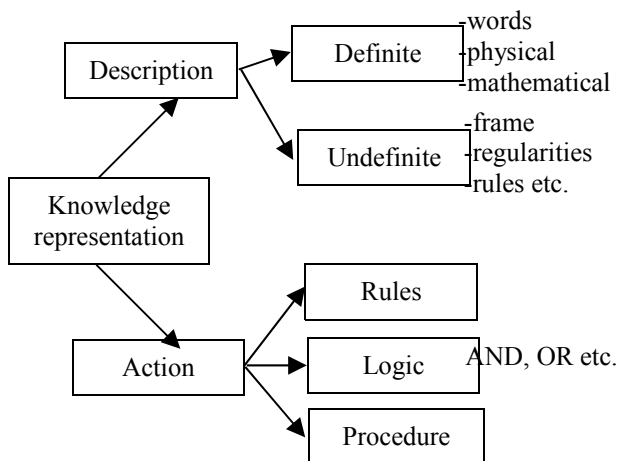 Description
Definite
-words
-physical
-mathematical
Undefinite
-frame
-regularities
-rules etc.
Knowledge
representation
Action
Rules
Logic
AND, OR etc.
Procedure